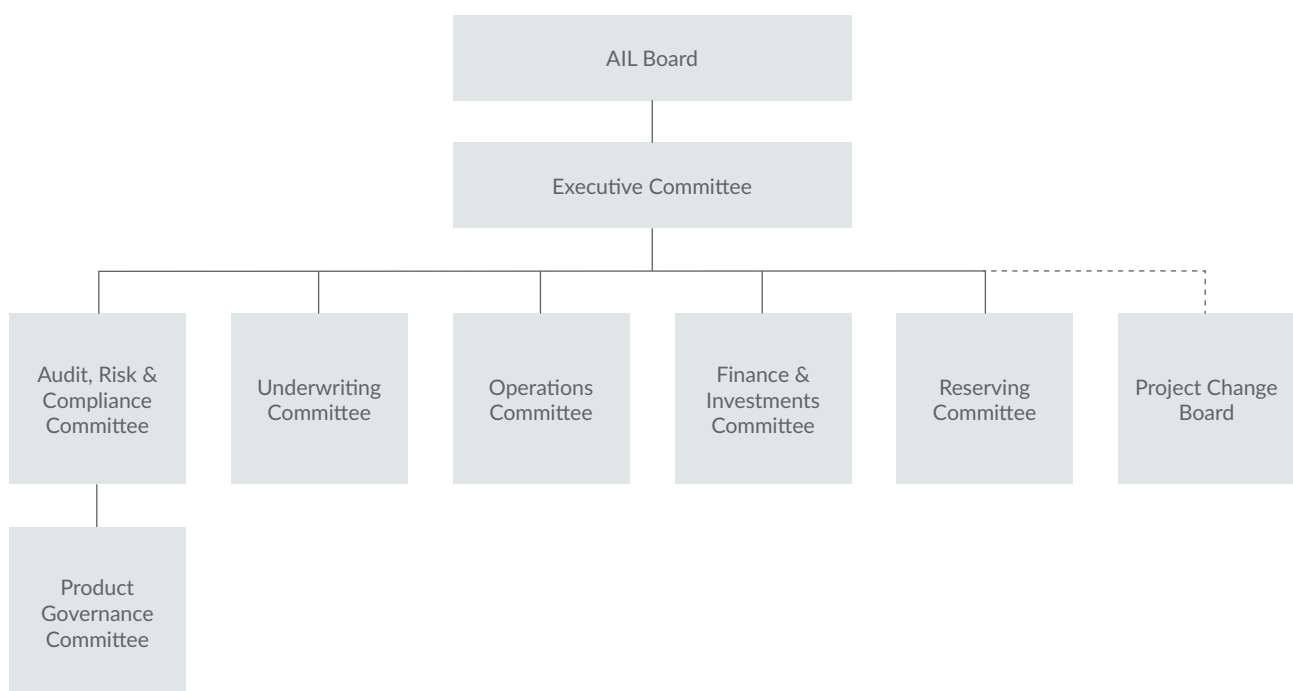 AIL Board
Executive Committee
Audit, Risk &
Compliance
Committee
Underwriting
Committee
Operations
Committee
Finance &
Investments
Committee
Reserving
Committee
Project Change
Board
Product
Governance
Committee